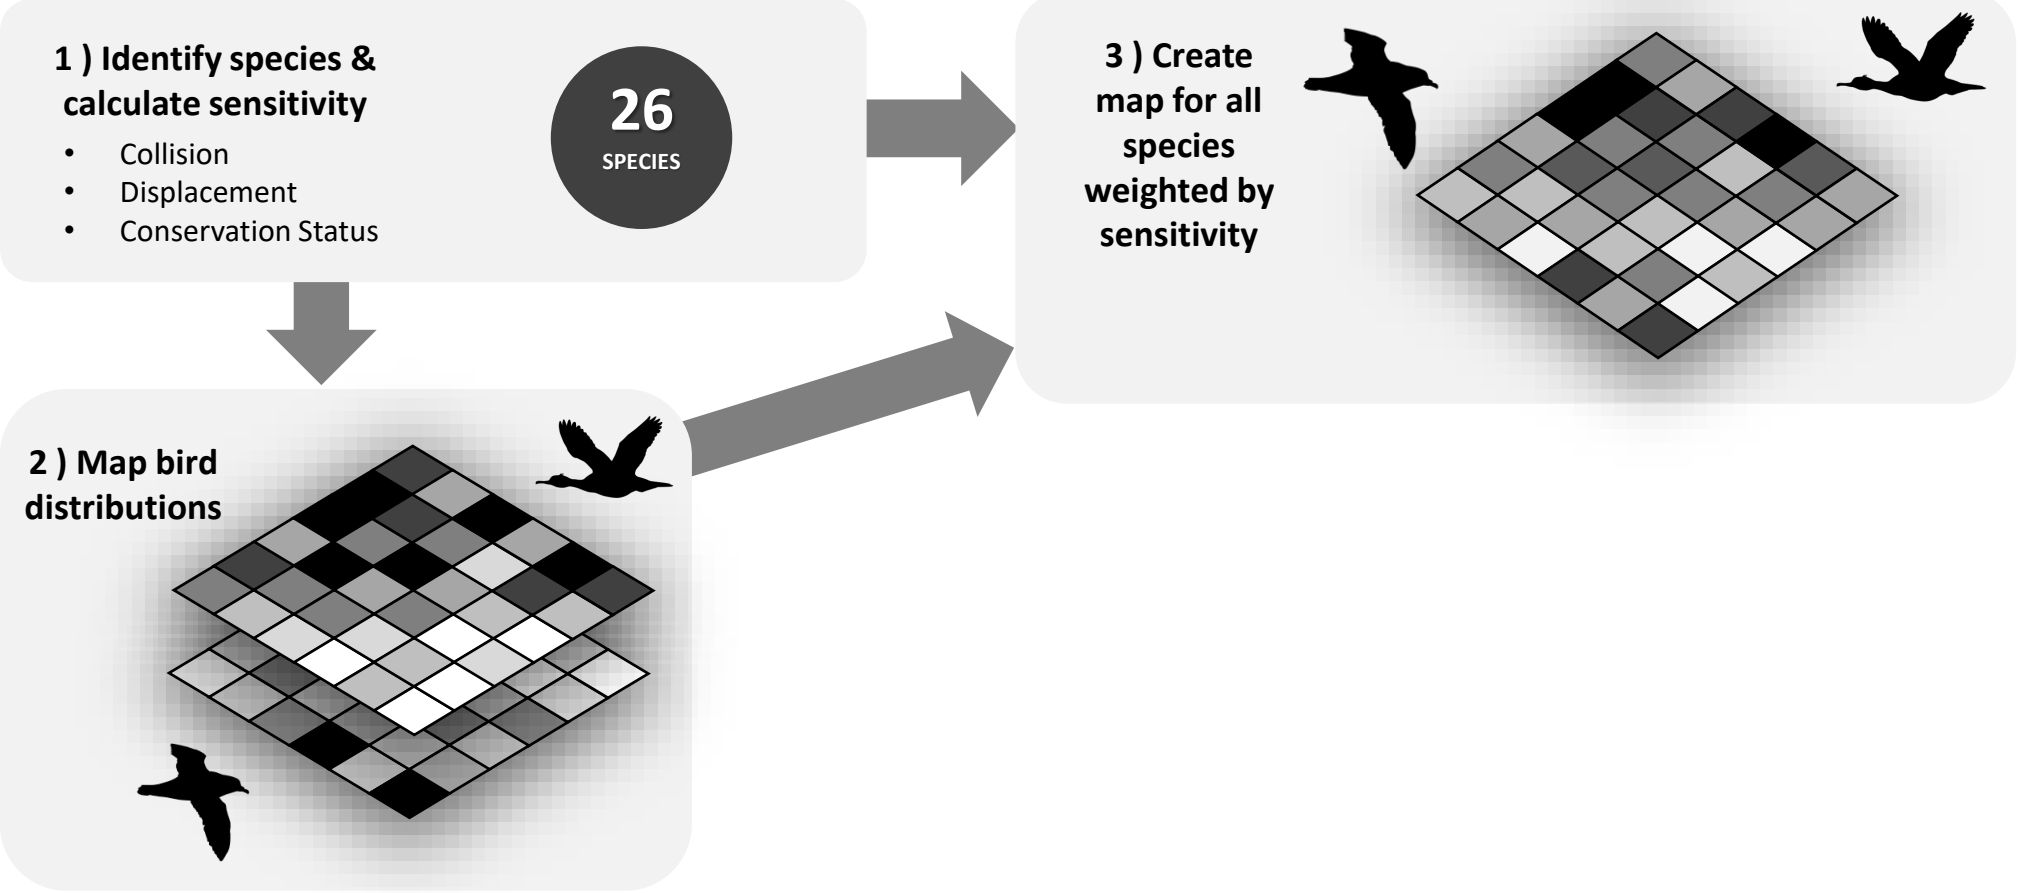 1 ) Identify species &
calculate sensitivity
• Collision
• Displacement
• Conservation Status
26
SPECIES
2 ) Map bird
distributions
3 ) Create
map for all
species
weighted by
sensitivity